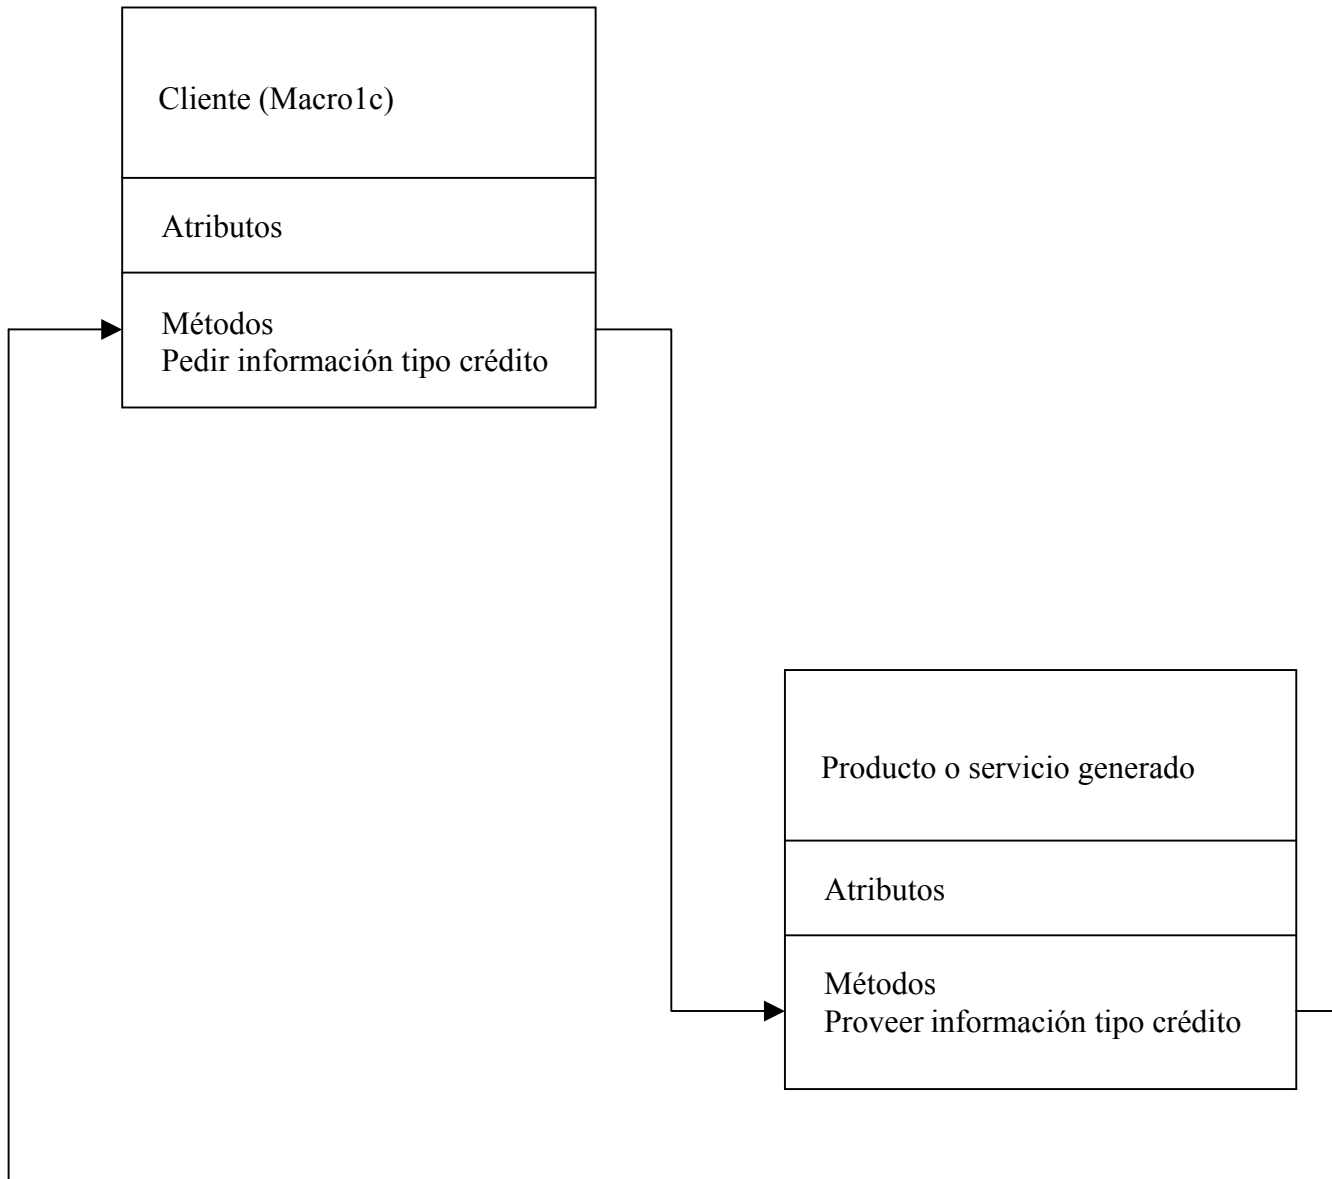 Cliente (Macro1c)
Atributos
Métodos
Pedir información tipo crédito
Producto o servicio generado
Atributos
Métodos
Proveer información tipo crédito